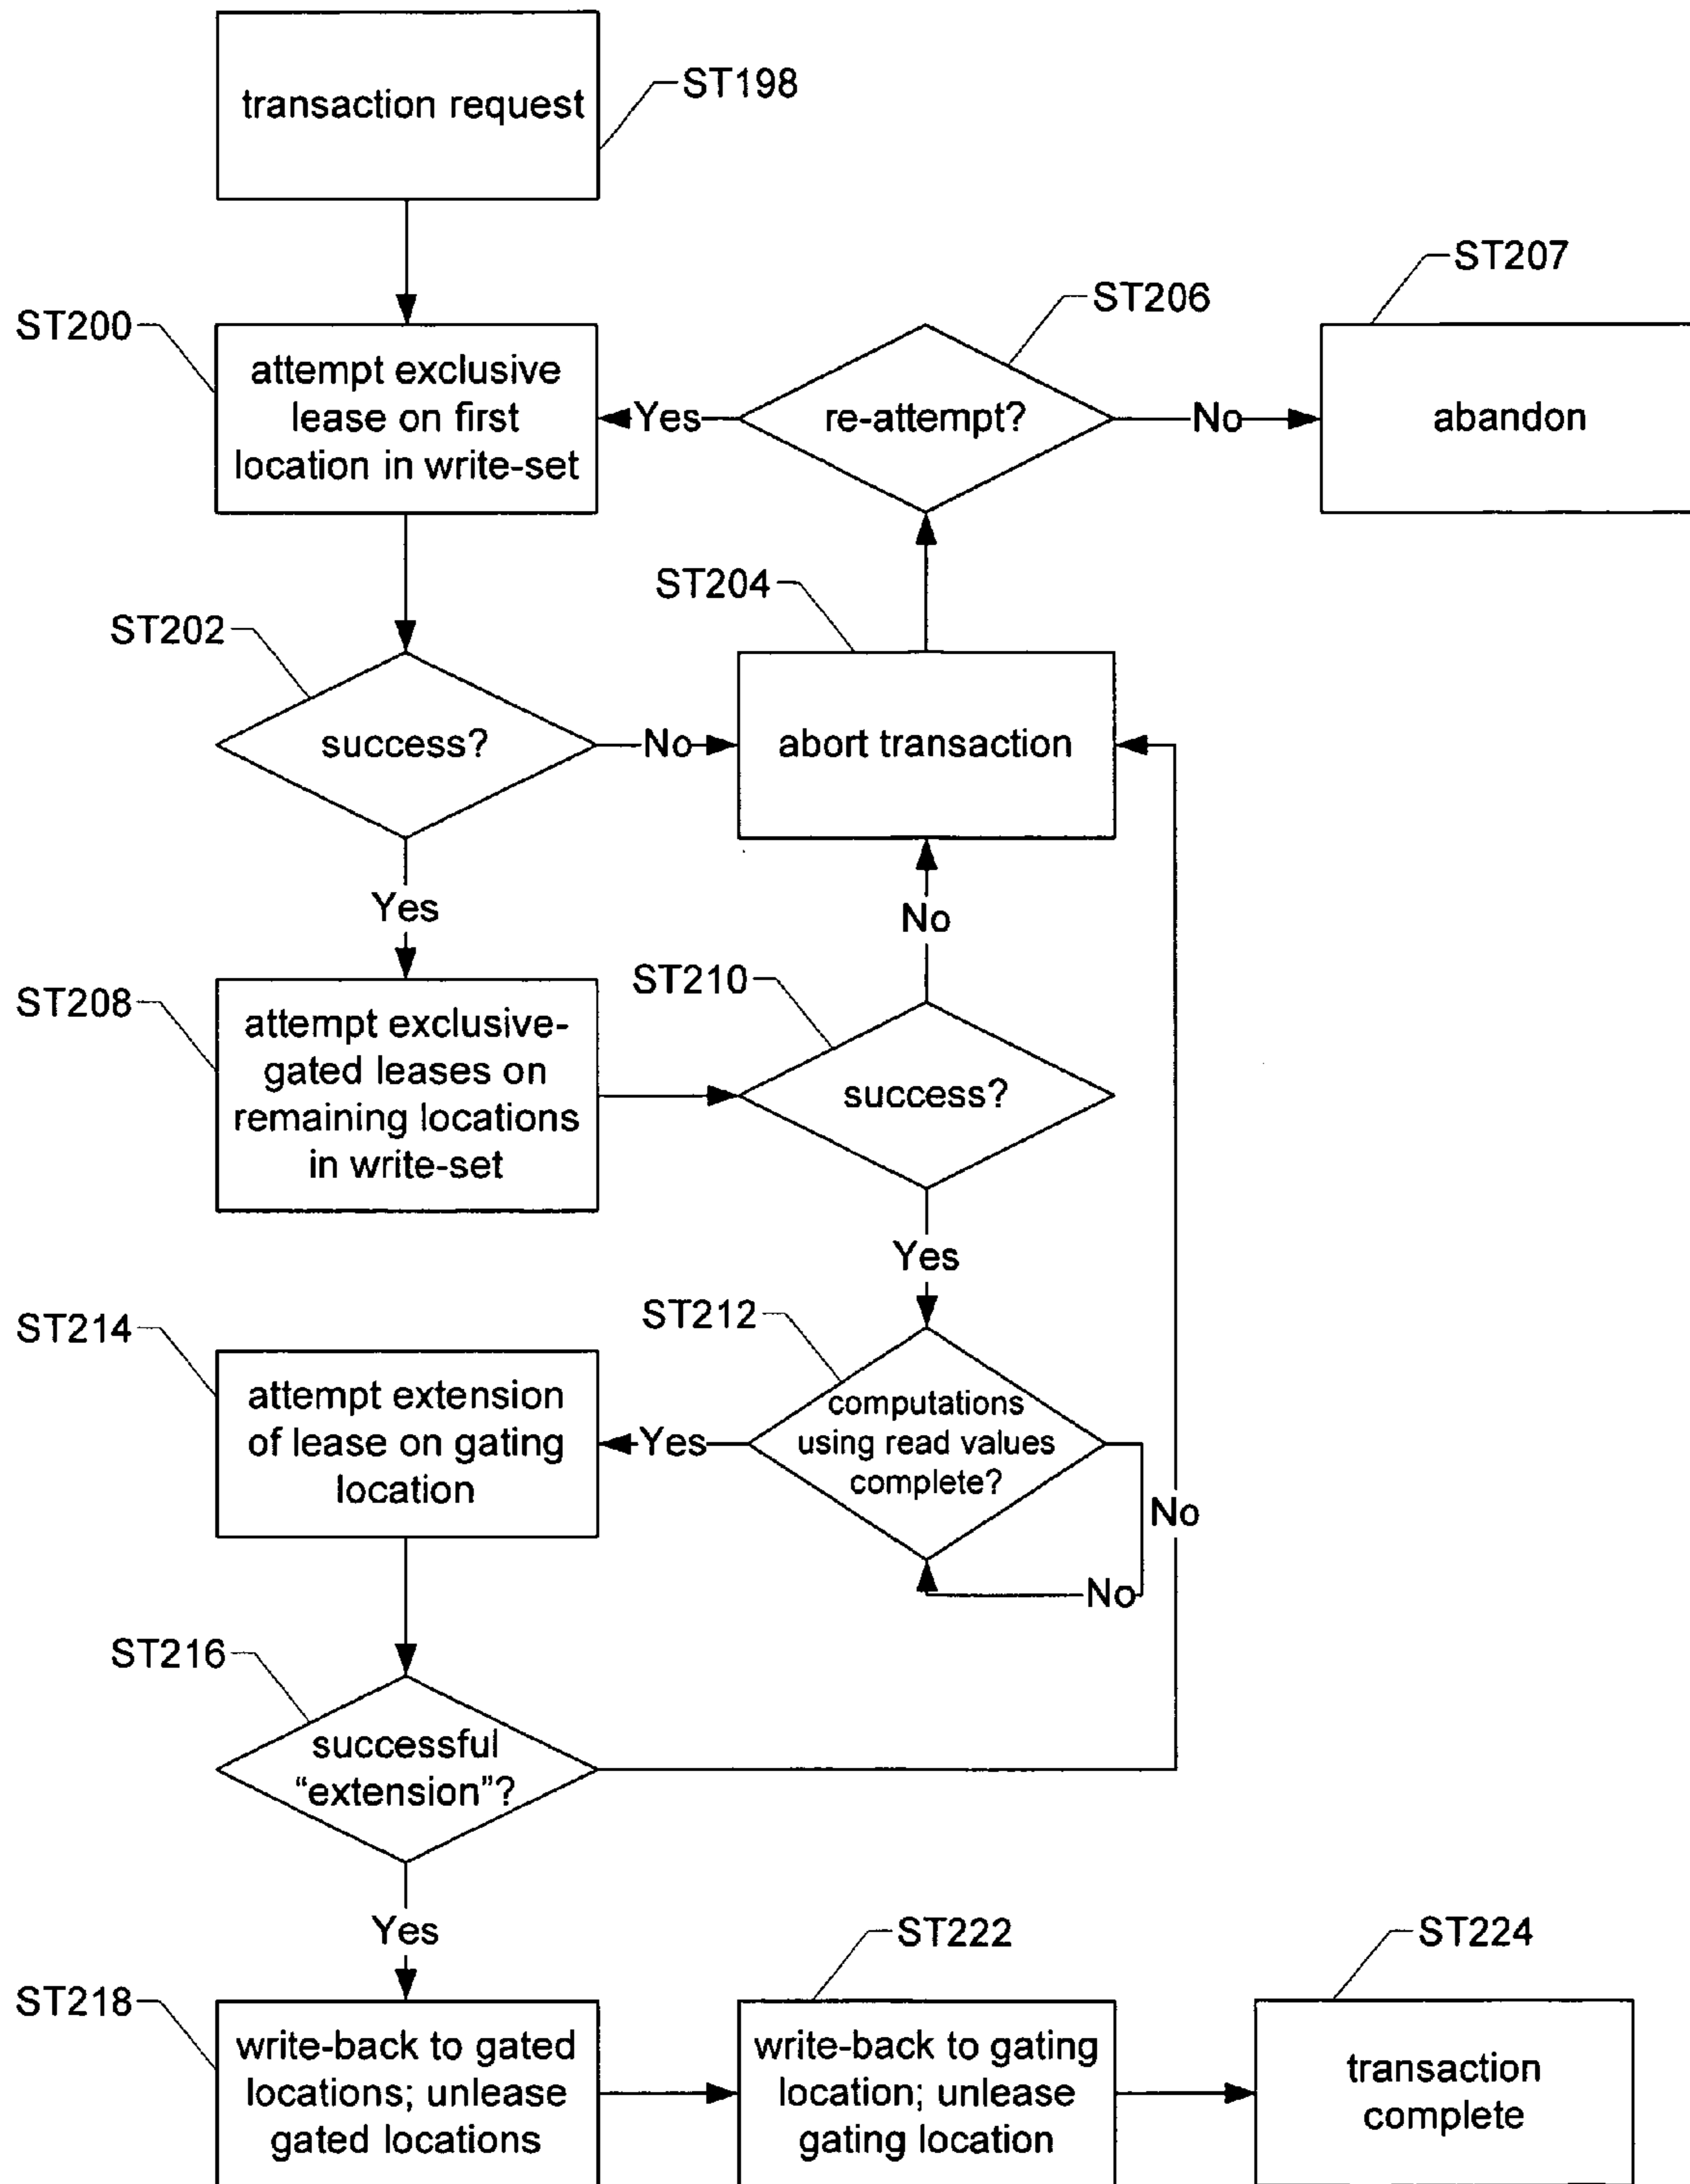 transaction request
ST198
ST207
ST206
ST200
attempt exclusive
lease on first
location in write-set
Yes
re-attempt?
No
abandon
ST204
ST202
success?
No
abort transaction
Yes
No
ST210
ST208
attempt exclusive-
gated leases on
remaining locations
in write-set
success?
Yes
ST212
ST214
attempt extension
of lease on gating
location
Yes
computations
using read values
complete?
No
No
ST216
successful
“extension”?
Yes
ST222
ST224
ST218
write-back to gated
locations; unlease
gated locations
write-back to gating
location; unlease
gating location
transaction
complete